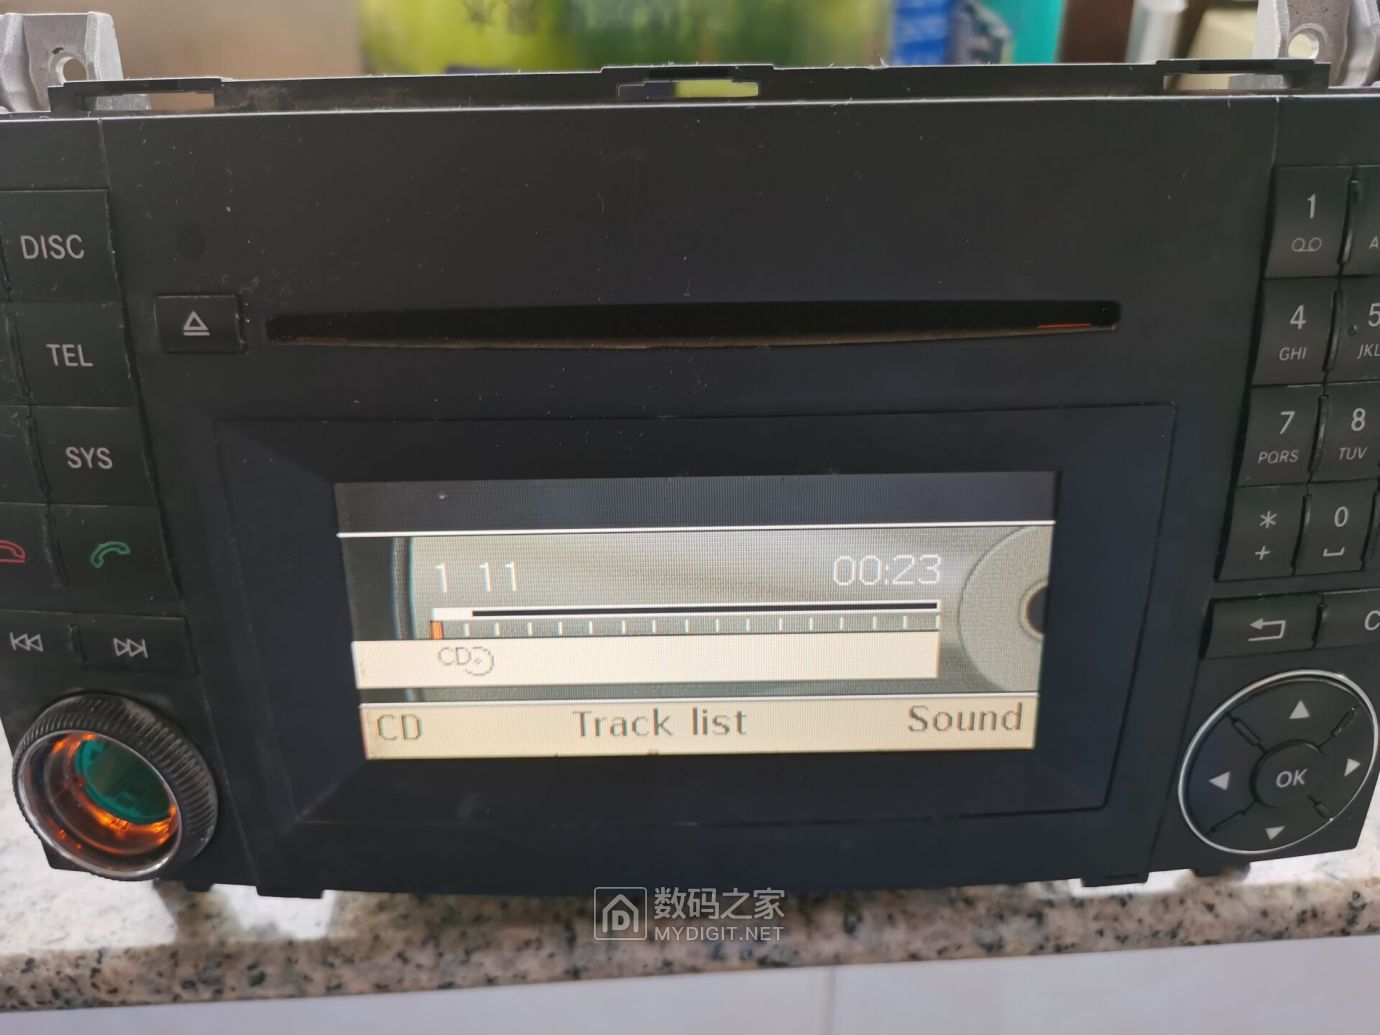 DISC
TEL
SYS
1
4
GHI
5
JKL
7
PQRS
8
TUV
*
+
0
OK
1 11 00:23
CD
CD Track list Sound
数码之家
MYDIGIT.NET